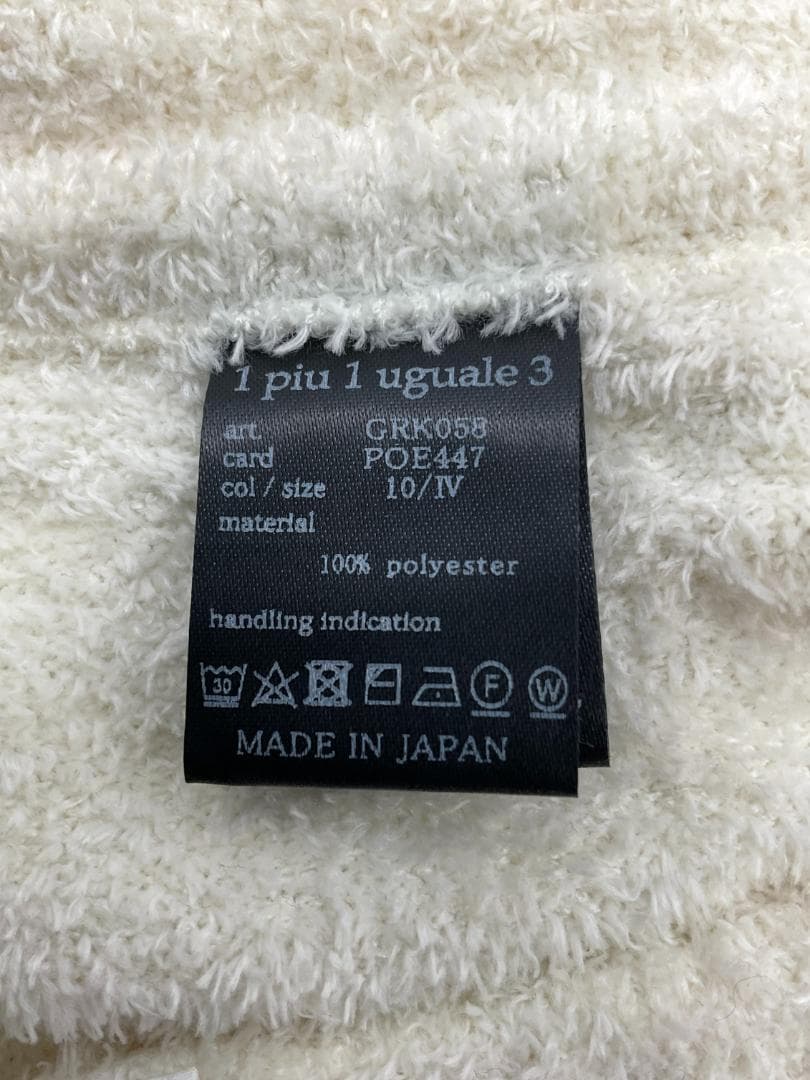 1 piu 1 uguale 3
art. GRK058
card POE447
col / size 10/IV
material
100% polyester
handling indication
30 F W
MADE IN JAPAN